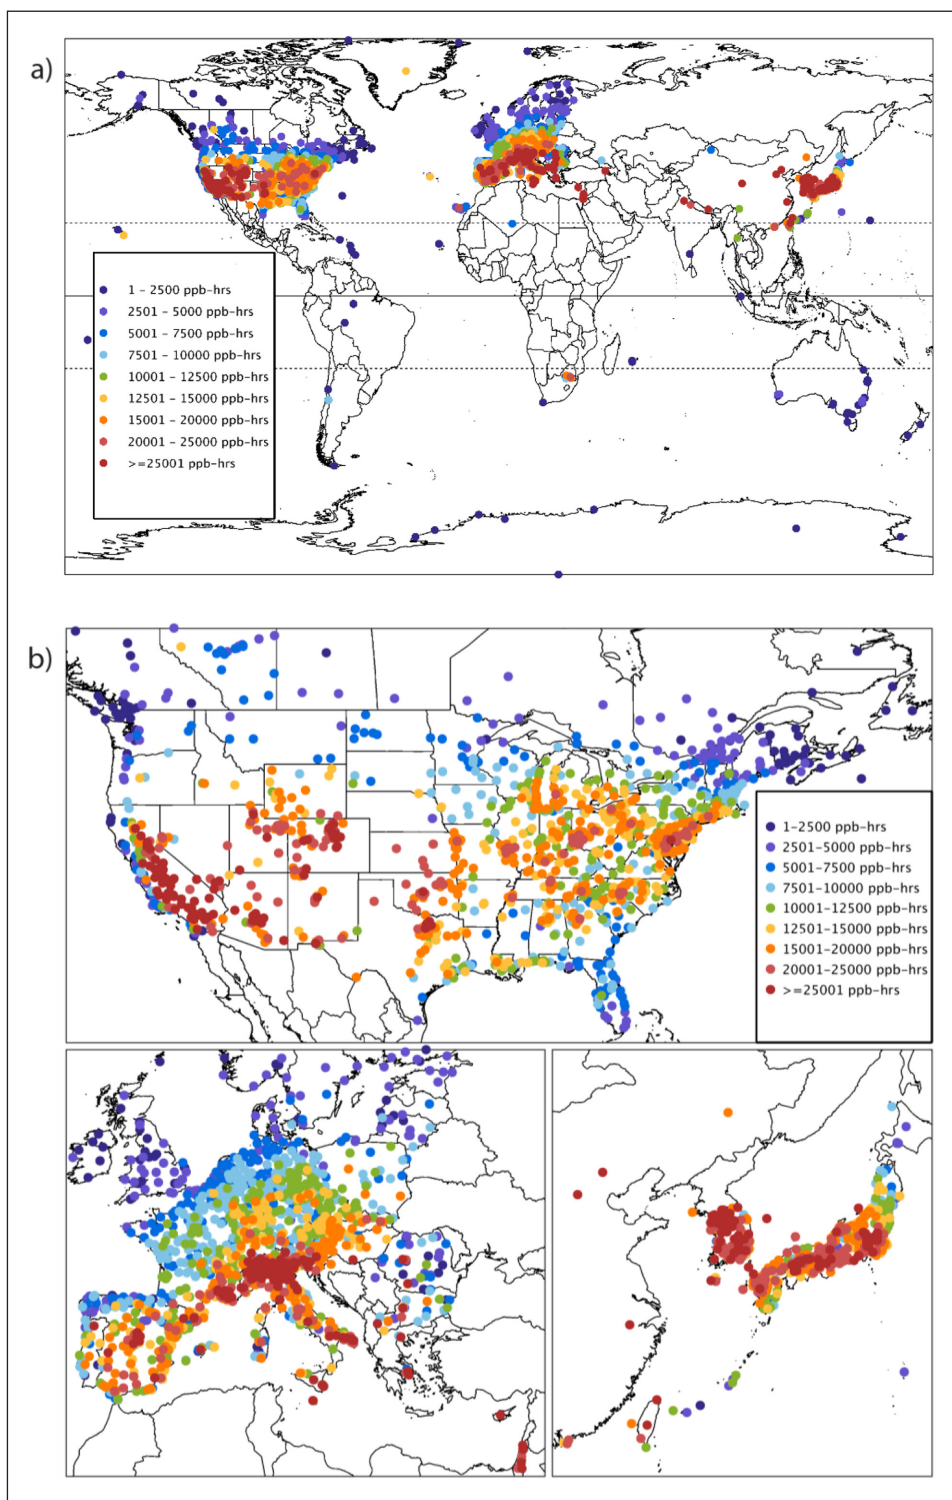 a)
1 – 2500 ppb–hrs
2501 – 5000 ppb–hrs
5001 – 7500 ppb–hrs
7501 – 10000 ppb–hrs
10001 – 12500 ppb–hrs
12501 – 15000 ppb–hrs
15001 – 20000 ppb–hrs
20001 – 25000 ppb–hrs
>=25001 ppb–hrs
b)
1–2500 ppb–hrs
2501–5000 ppb–hrs
5001–7500 ppb–hrs
7501–10000 ppb–hrs
10001–12500 ppb–hrs
12501–15000 ppb–hrs
15001–20000 ppb–hrs
20001–25000 ppb–hrs
>=25001 ppb–hrs